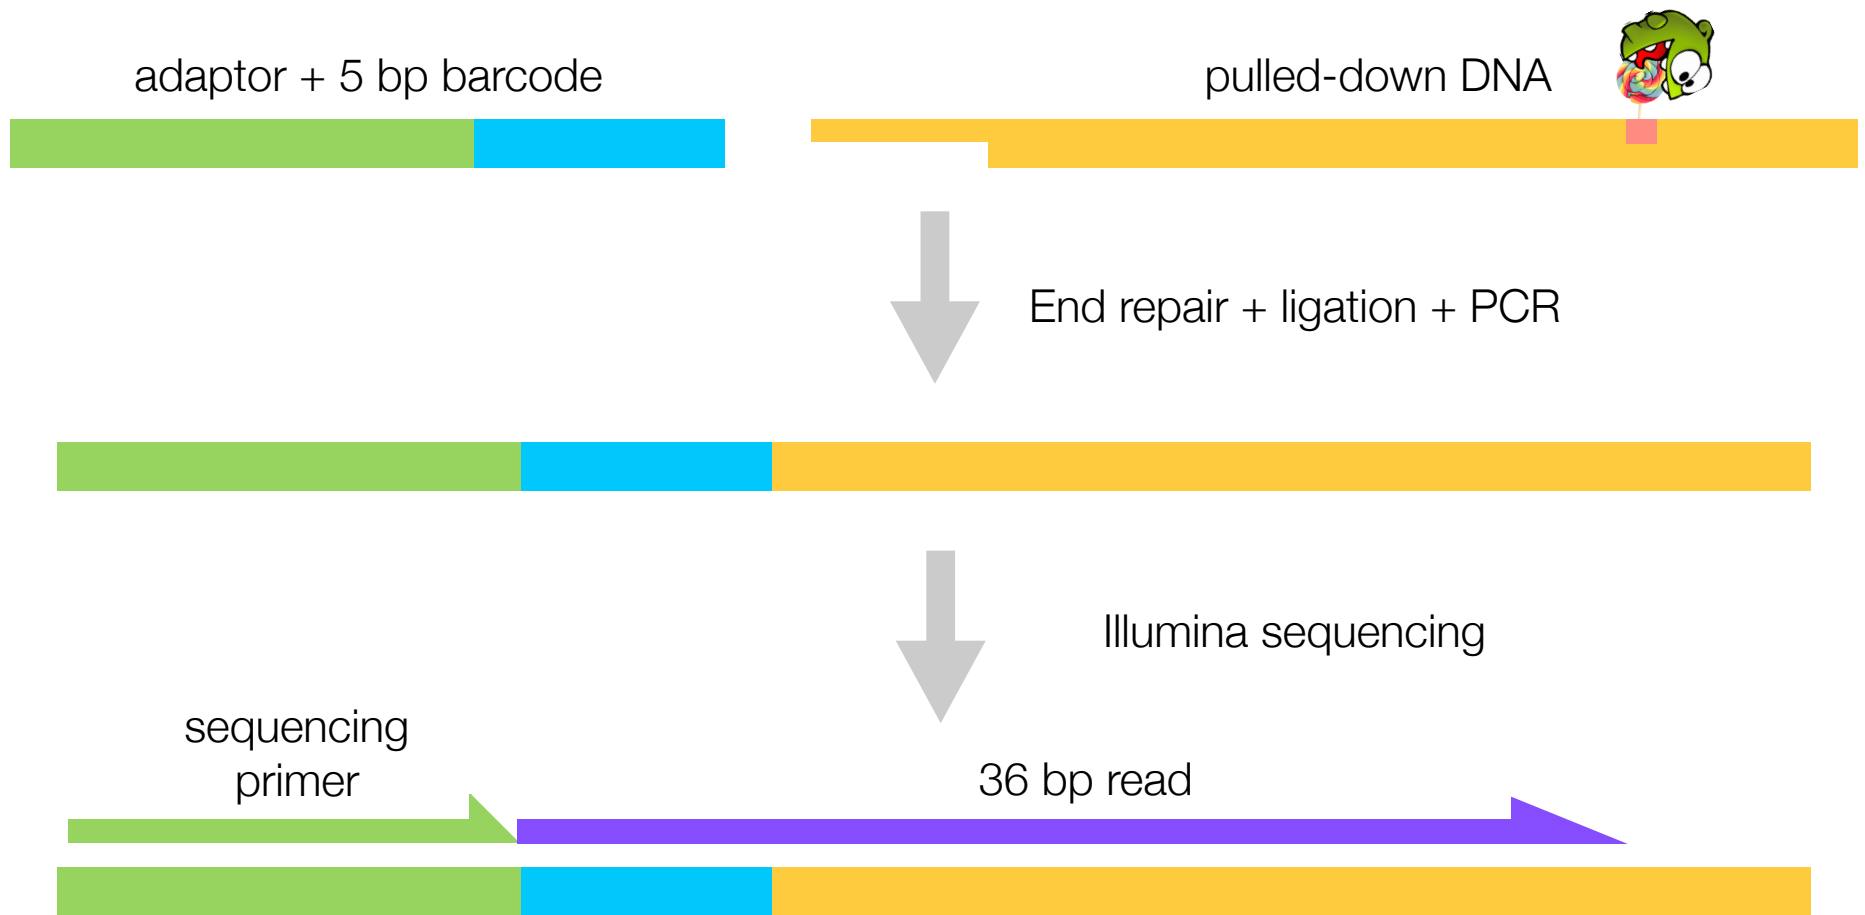 adaptor + 5 bp barcode
pulled-down DNA
End repair + ligation + PCR
Illumina sequencing
sequencing
primer
36 bp read